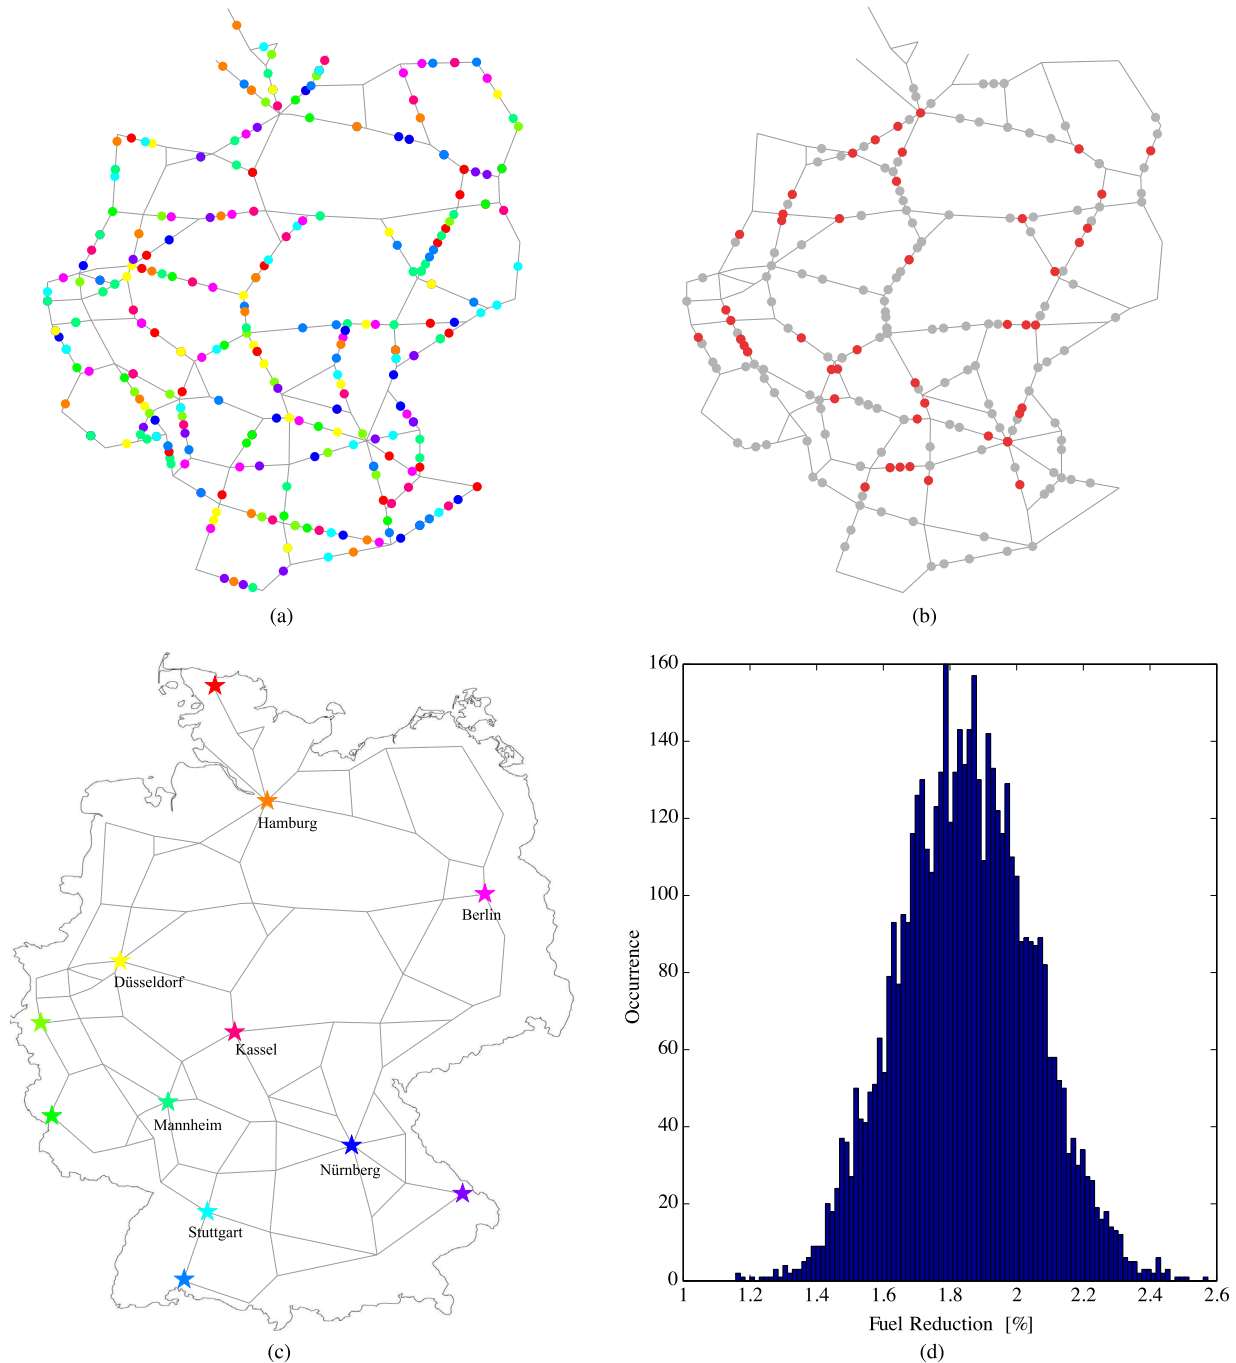 (a)
(b)
Hamburg
Berlin
Düsseldorf
Kassel
Mannheim
Nürnberg
Stuttgart
(c)
160
140
120
100
80
60
40
20
0
Occurrence
1 1.2 1.4 1.6 1.8 2 2.2 2.4 2.6
Fuel Reduction [%]
(d)